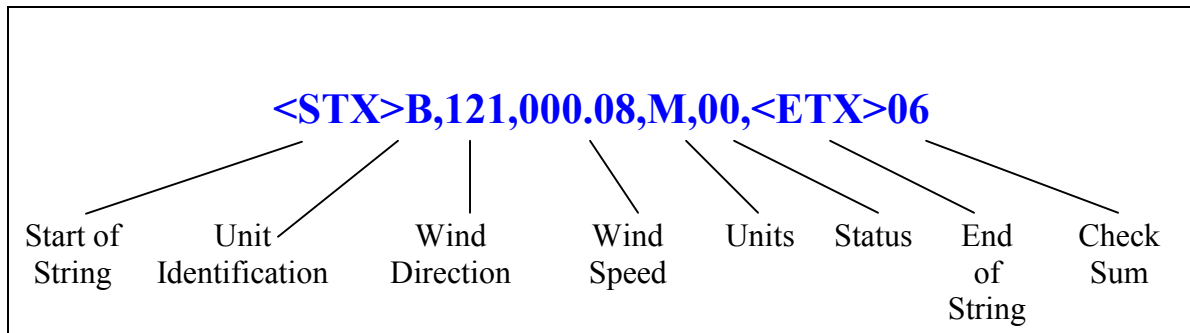 <STX>B,121,000.08,M,00,<ETX>06
Start of String
Unit Identification
Wind Direction
Wind Speed
Units
Status
End of String
Check Sum